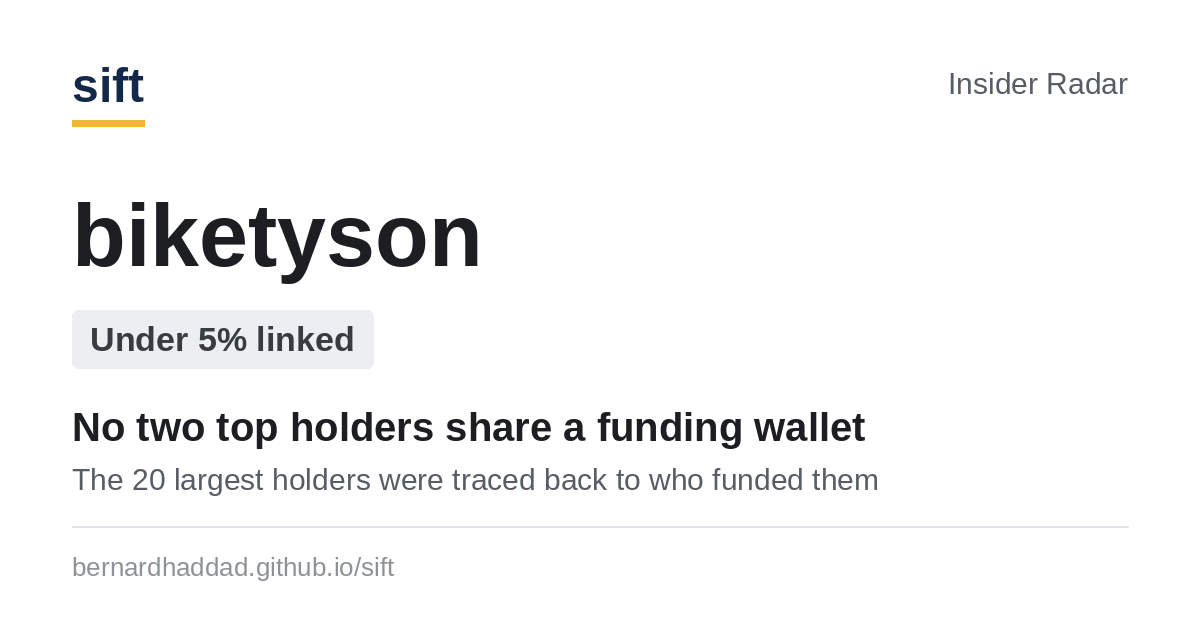 sift
Insider Radar
biketyson
Under 5% linked
No two top holders share a funding wallet
The 20 largest holders were traced back to who funded them
bernardhaddad.github.io/sift